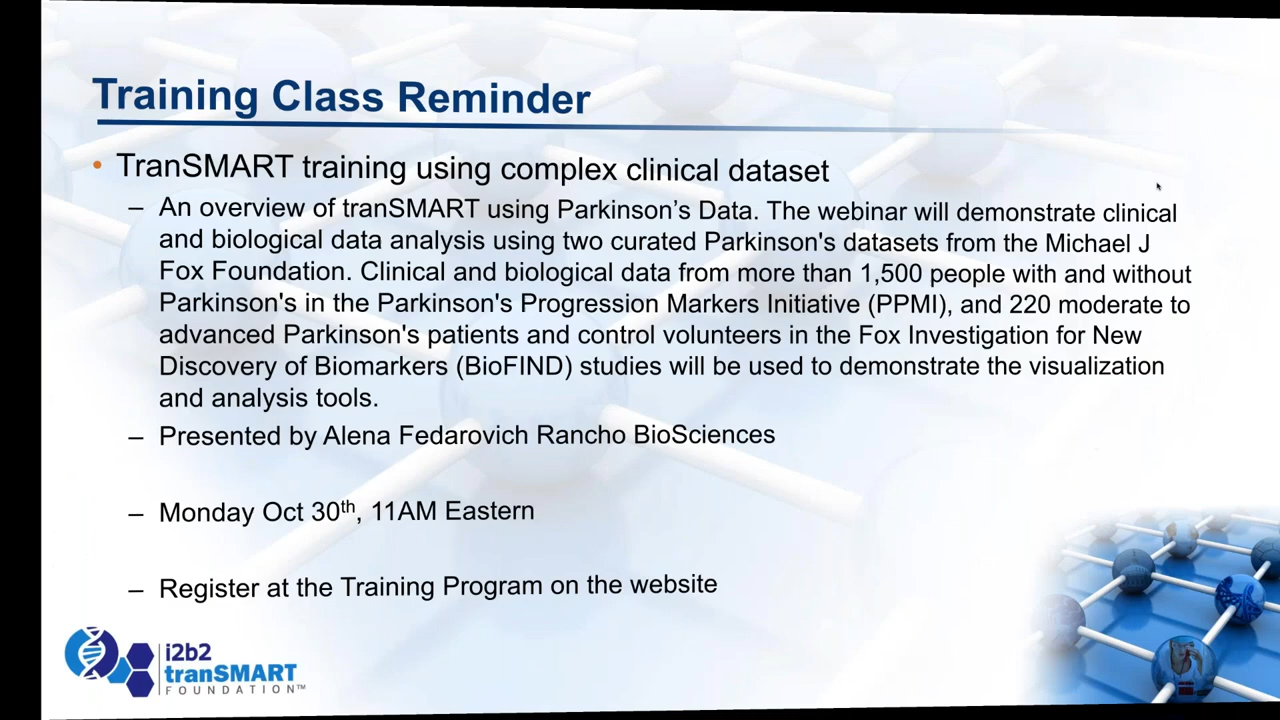 Training Class Reminder
• TranSMART training using complex clinical dataset
– An overview of tranSMART using Parkinson’s Data. The webinar will demonstrate clinical
and biological data analysis using two curated Parkinson's datasets from the Michael J
Fox Foundation. Clinical and biological data from more than 1,500 people with and without
Parkinson's in the Parkinson's Progression Markers Initiative (PPMI), and 220 moderate to
advanced Parkinson's patients and control volunteers in the Fox Investigation for New
Discovery of Biomarkers (BioFIND) studies will be used to demonstrate the visualization
and analysis tools.
– Presented by Alena Fedarovich Rancho BioSciences
– Monday Oct 30th, 11AM Eastern
– Register at the Training Program on the website
i2b2
tranSMART
FOUNDATION™